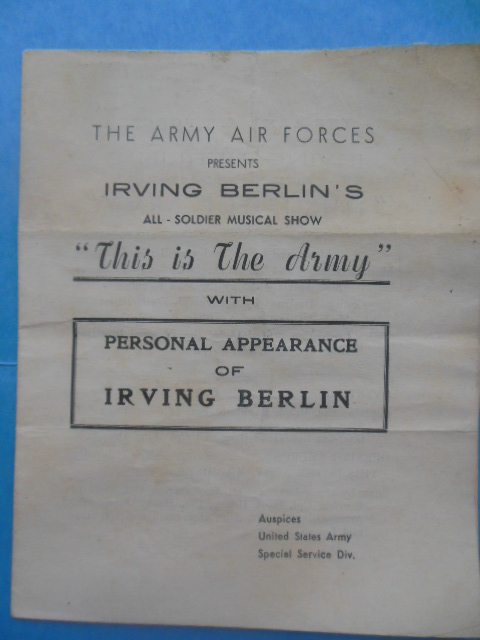 THE ARMY AIR FORCES
PRESENTS
IRVING BERLIN'S
ALL - SOLDIER MUSICAL SHOW
"This is The Army"
WITH
PERSONAL APPEARANCE
OF
IRVING BERLIN
Auspices
United States Army
Special Service Div.